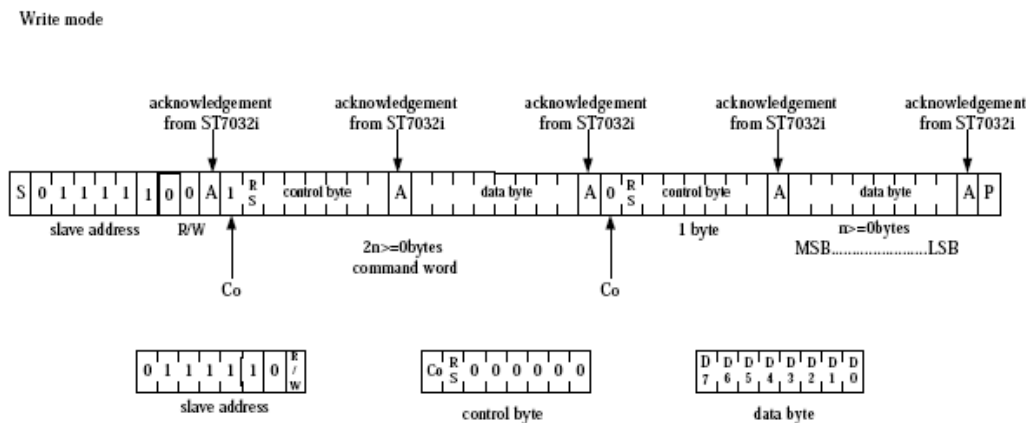 Write mode
acknowledgement acknowledgement acknowledgement acknowledgement acknowledgement
from ST7032i from ST7032i from ST7032i from ST7032i from ST7032i
S 0 1 1 1 1 1 0 0 A 1 RS control byte A data byte A 0 RS control byte A data byte A P
slave address R/W 1 byte n>=0bytes
2n>=0bytes MSB........................LSB
command word
Co Co
0 1 1 1 1 1 0 R/W Co RS 0 0 0 0 0 0 D7 D6 D5 D4 D3 D2 D1 D0
slave address control byte data byte